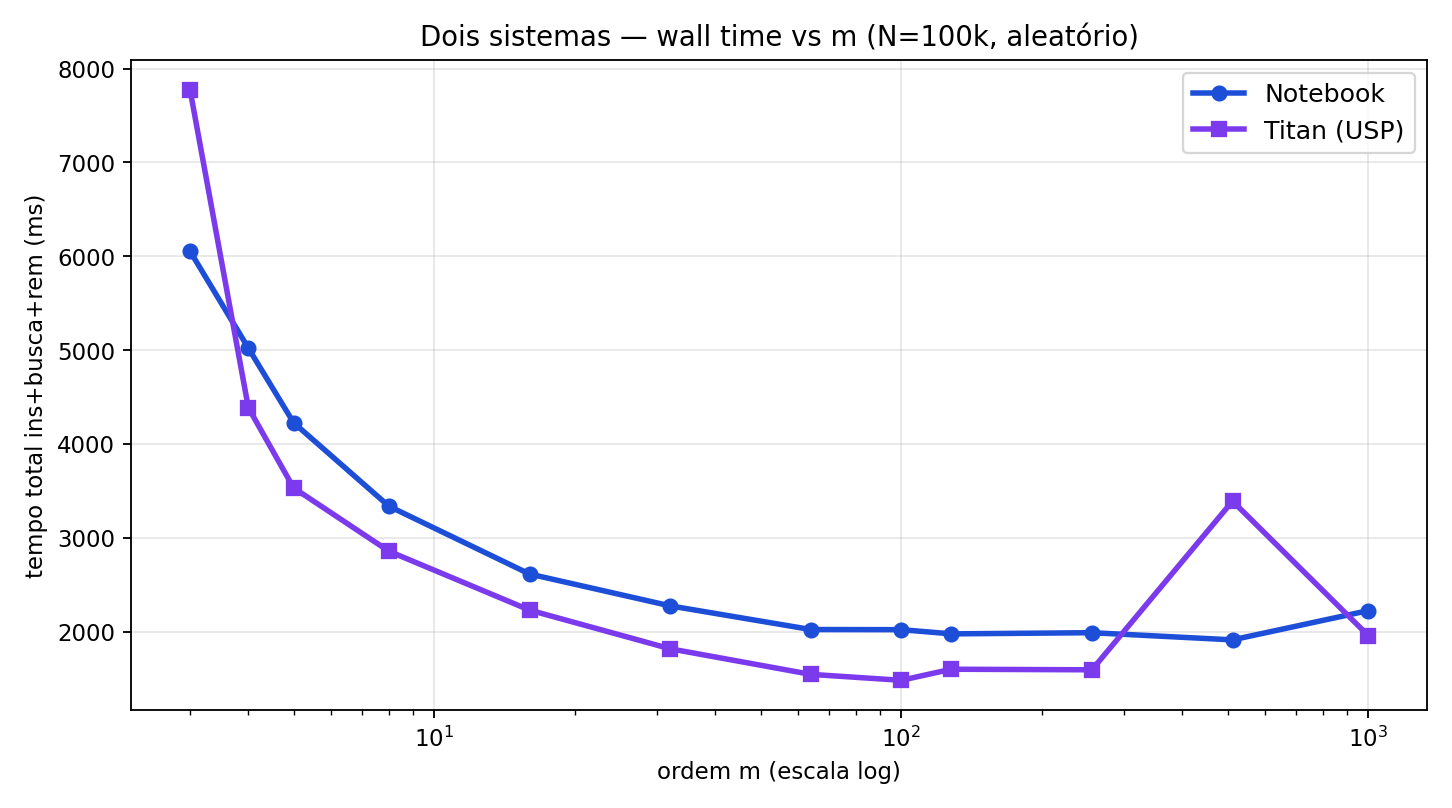 Dois sistemas — wall time vs m (N=100k, aleatório)
Notebook
Titan (USP)
tempo total ins+busca+rem (ms)
8000
7000
6000
5000
4000
3000
2000
10¹
10²
10³
ordem m (escala log)